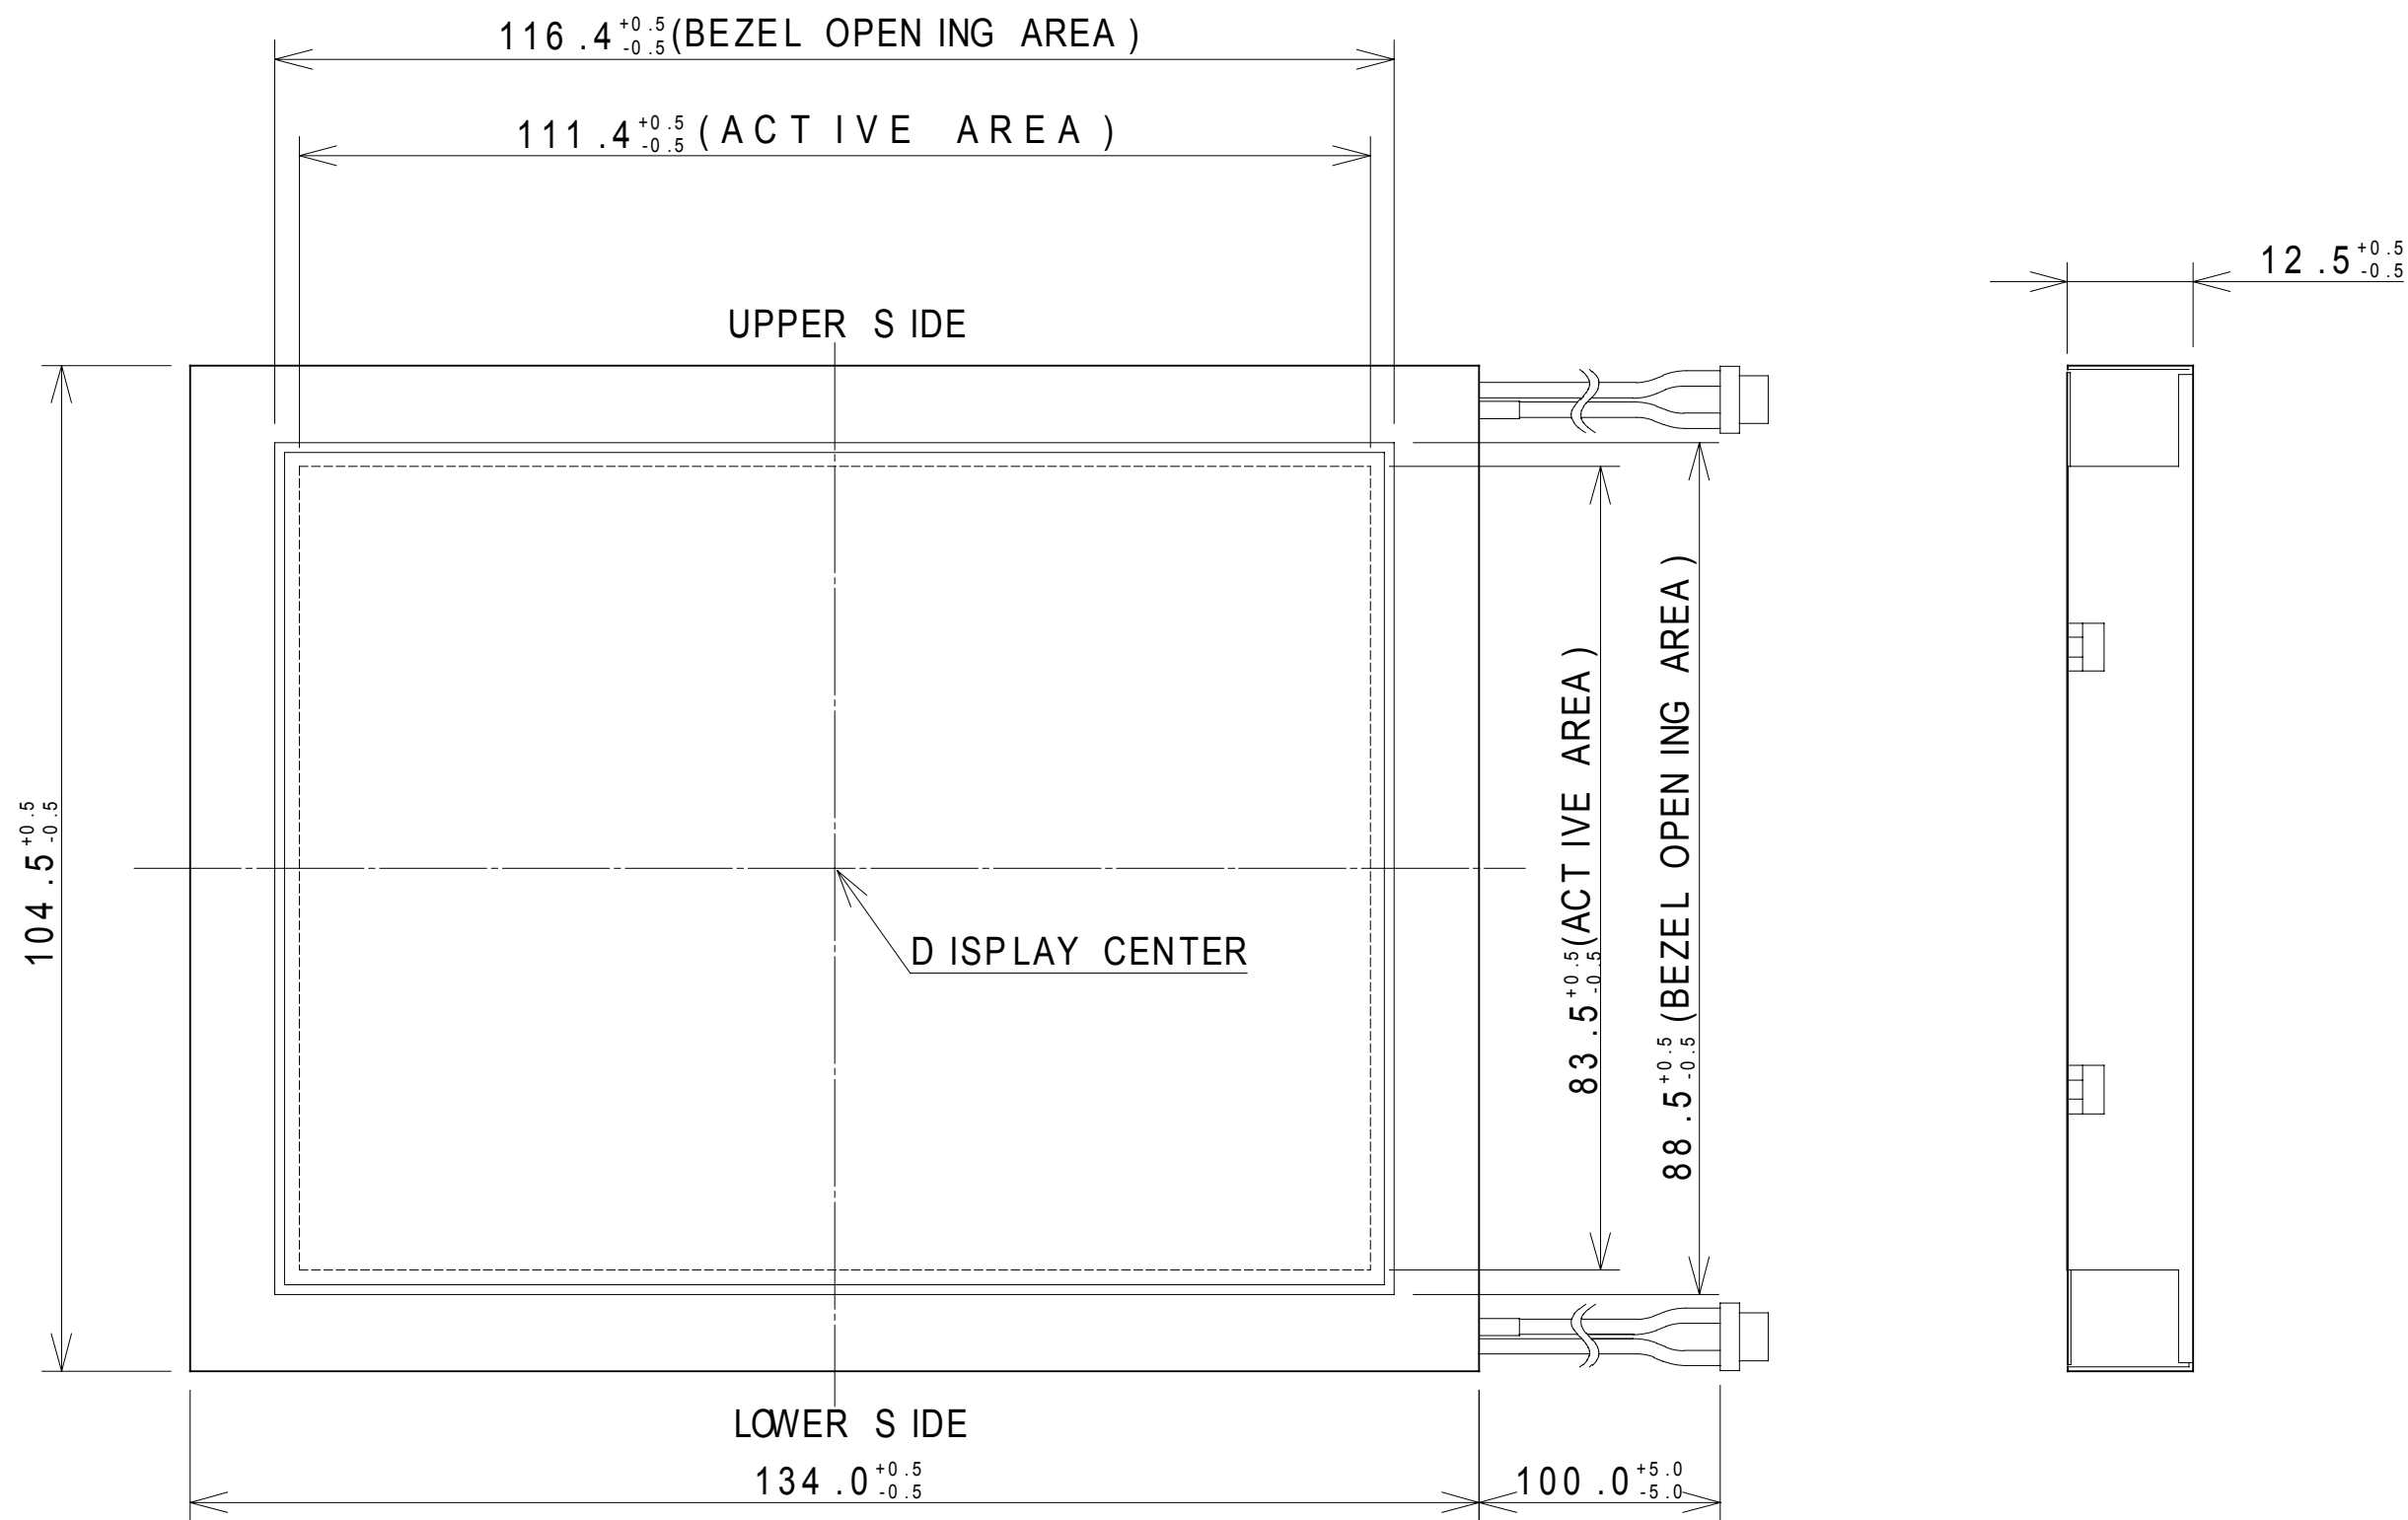 116.4 +0.5 -0.5 (BEZEL OPENING AREA)
111.4 +0.5 -0.5 (ACTIVE AREA)
12.5 +0.5 -0.5
UPPER SIDE
104.5 +0.5 -0.5
83.5 +0.5 -0.5 (ACTIVE AREA)
88.5 +0.5 -0.5 (BEZEL OPENING AREA)
DISPLAY CENTER
LOWER SIDE
134.0 +0.5 -0.5
100.0 +5.0 -5.0